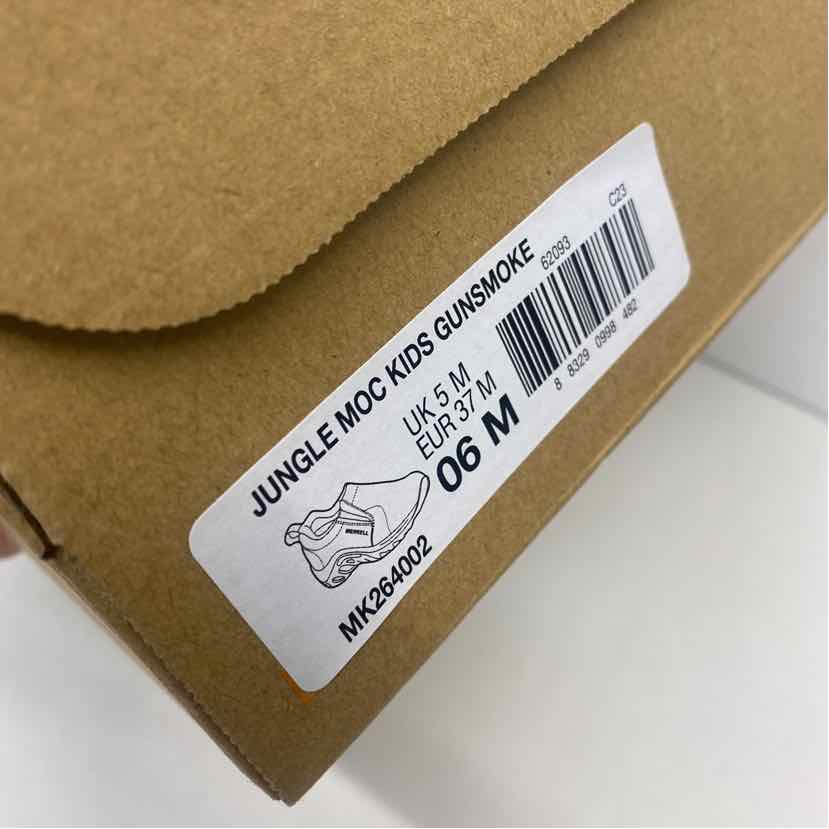 JUNGLE MOC KIDS GUNSMOKE
UK 5 M
EUR 37 M
06 M
MERRELL
MK264002
62093
C23
8 8329 0998 482